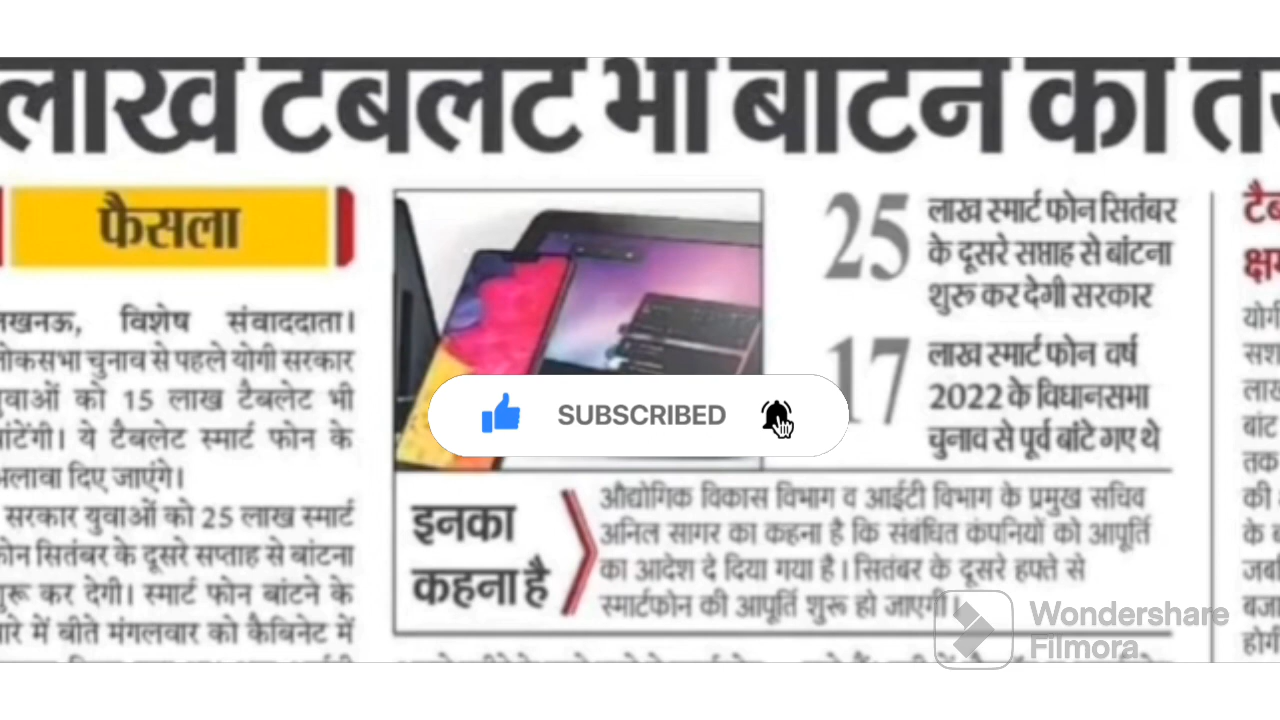 लाख टैबलेट भी बांटने की
फैसला
लखनऊ, विशेष संवाददाता।
लोकसभा चुनाव से पहले योगी सरकार
युवाओं को 15 लाख टैबलेट भी
बांटेंगी। ये टैबलेट स्मार्ट फोन के
अलावा दिए जाएंगे।
सरकार युवाओं को 25 लाख स्मार्ट
फोन सितंबर के दूसरे सप्ताह से बांटना
शुरू कर देगी। स्मार्ट फोन बांटने के
बारे में बीते मंगलवार को कैबिनेट में
25 लाख स्मार्ट फोन सितंबर
के दूसरे सप्ताह से बांटना
शुरू कर देगी सरकार
17 लाख स्मार्ट फोन वर्ष
2022 के विधानसभा
चुनाव से पूर्व बांटे गए थे
SUBSCRIBED
इनका
कहना है
औद्योगिक विकास विभाग व आईटी विभाग के प्रमुख सचिव
अनिल सागर का कहना है कि संबंधित कंपनियों को आपूर्ति
का आदेश दे दिया गया है। सितंबर के दूसरे हफ्ते से
स्मार्टफोन की आपूर्ति शुरू हो जाएगी।
योगी
लाख
बांट
तक
की
के
Wondershare
Filmora